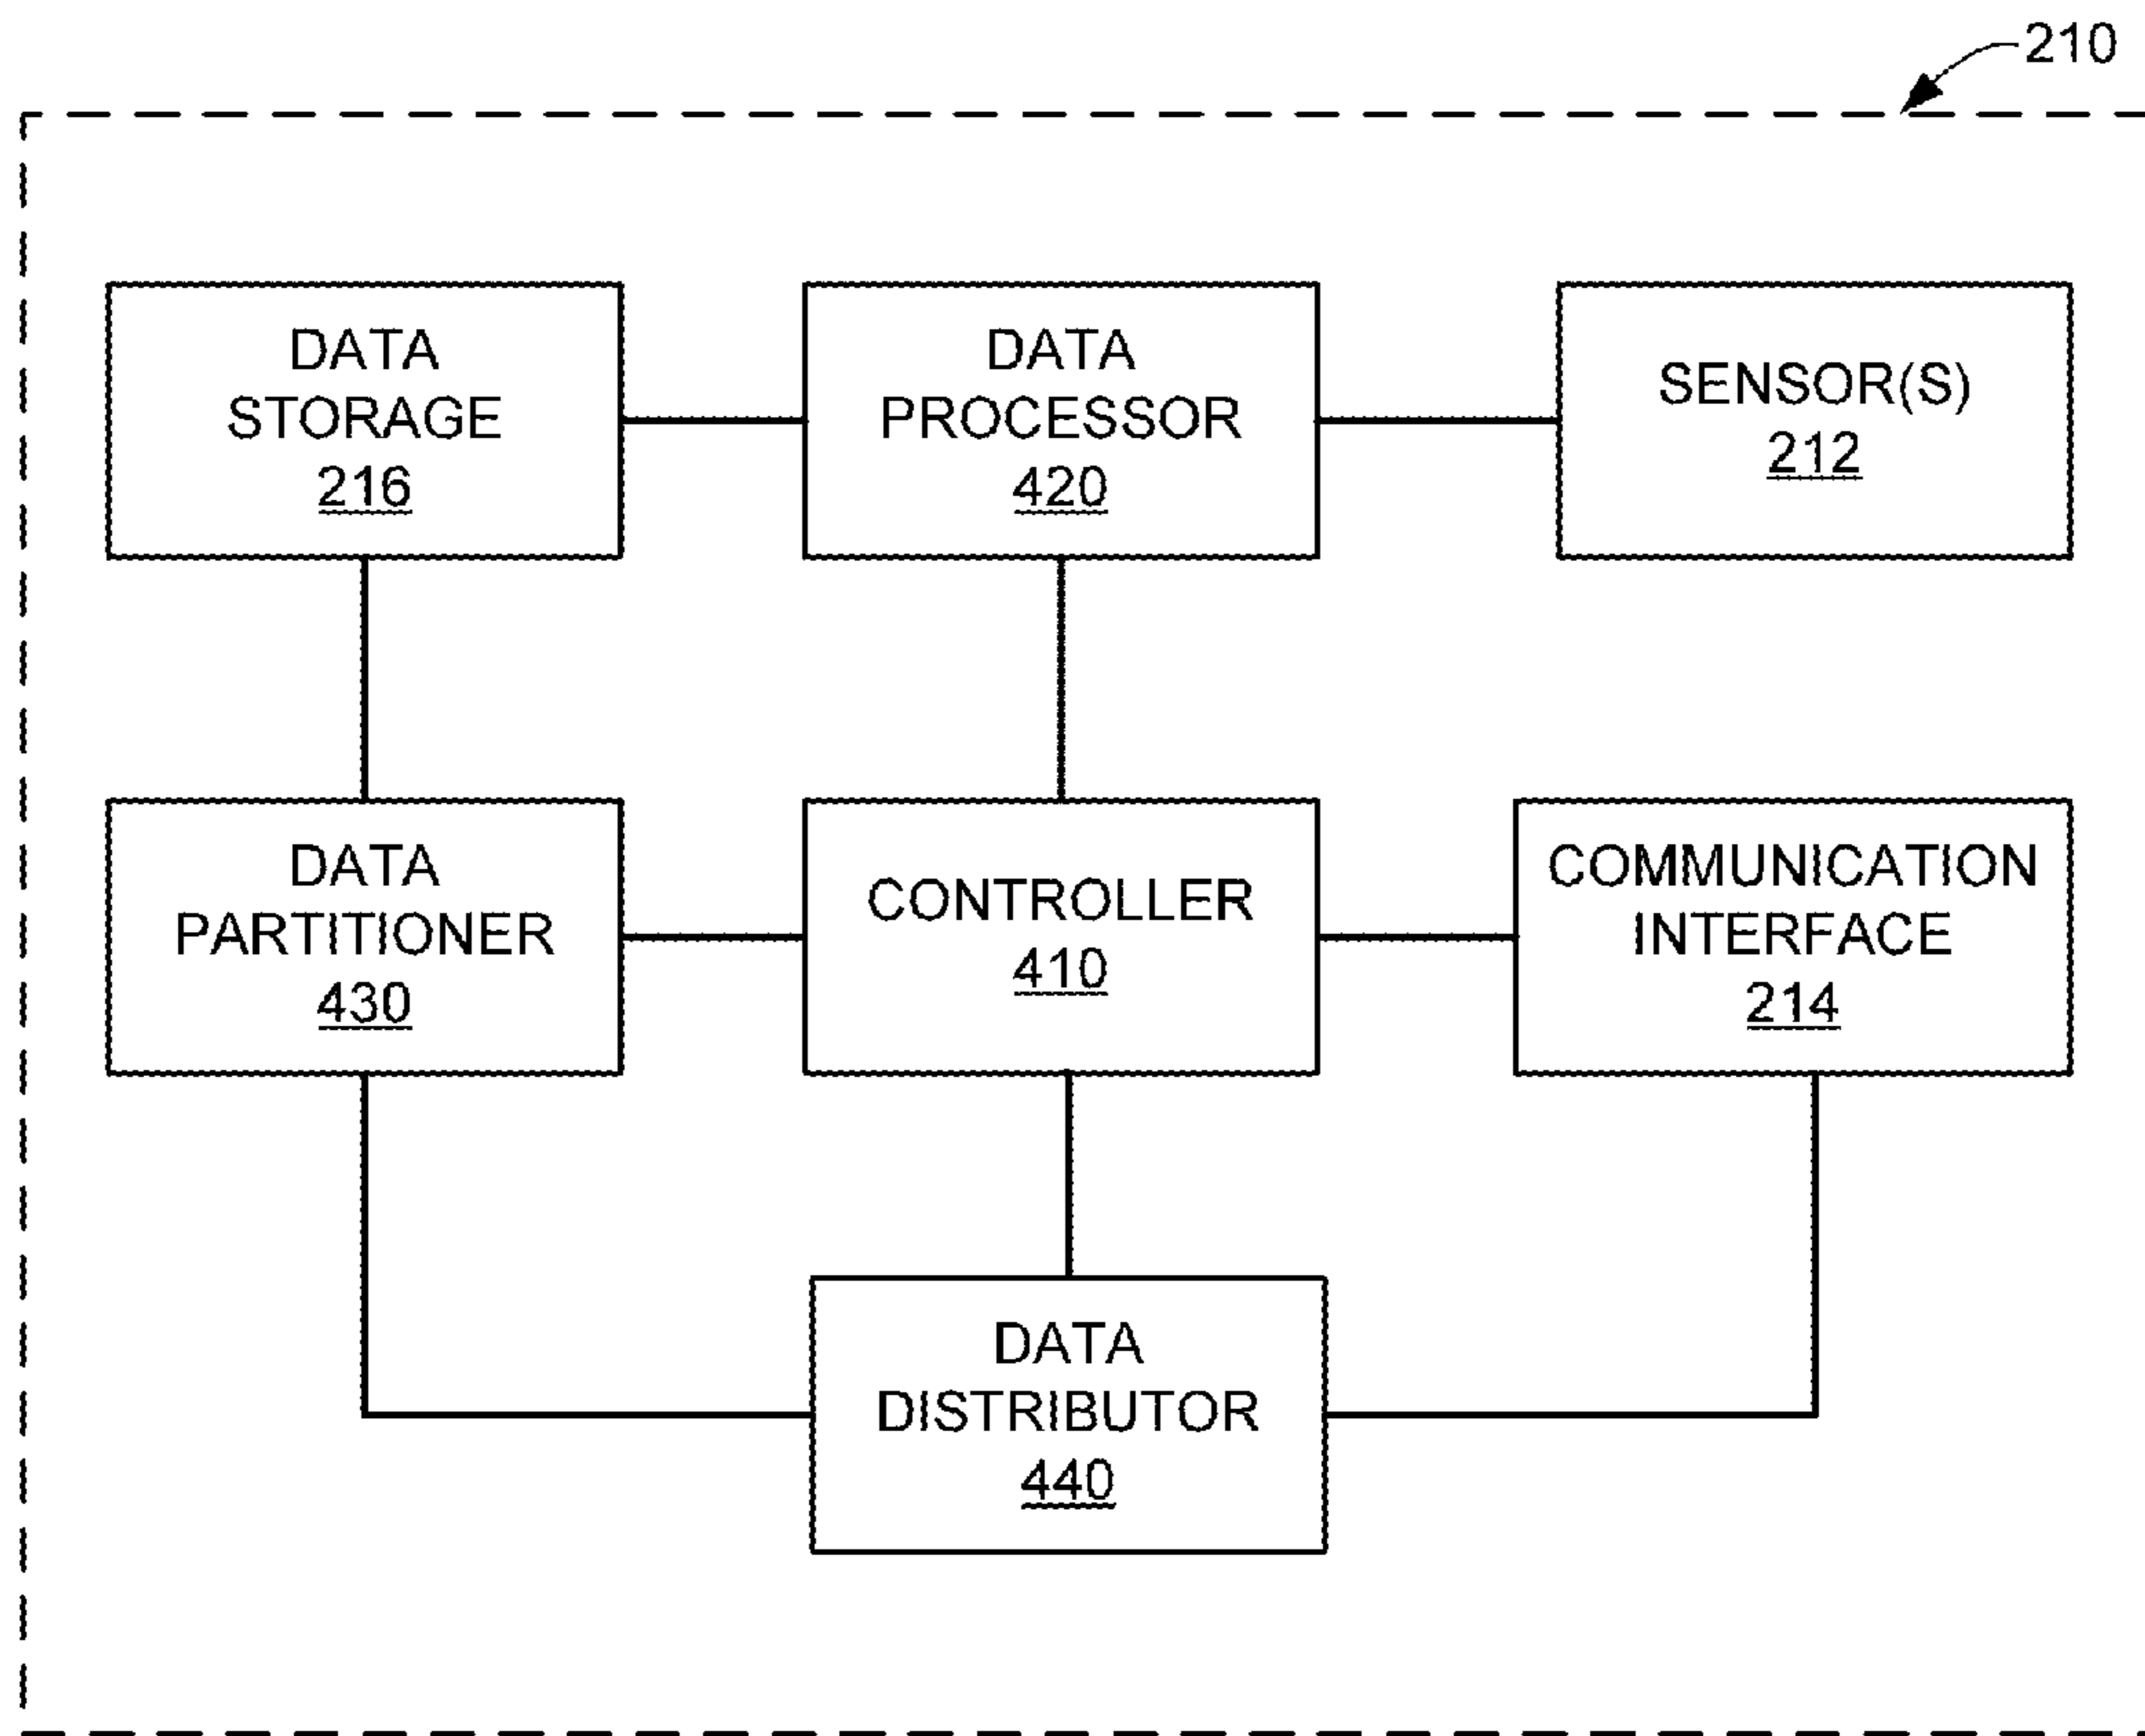 210
DATA
STORAGE
216
DATA
PROCESSOR
420
SENSOR(S)
212
DATA
PARTITIONER
430
CONTROLLER
410
COMMUNICATION
INTERFACE
214
DATA
DISTRIBUTOR
440